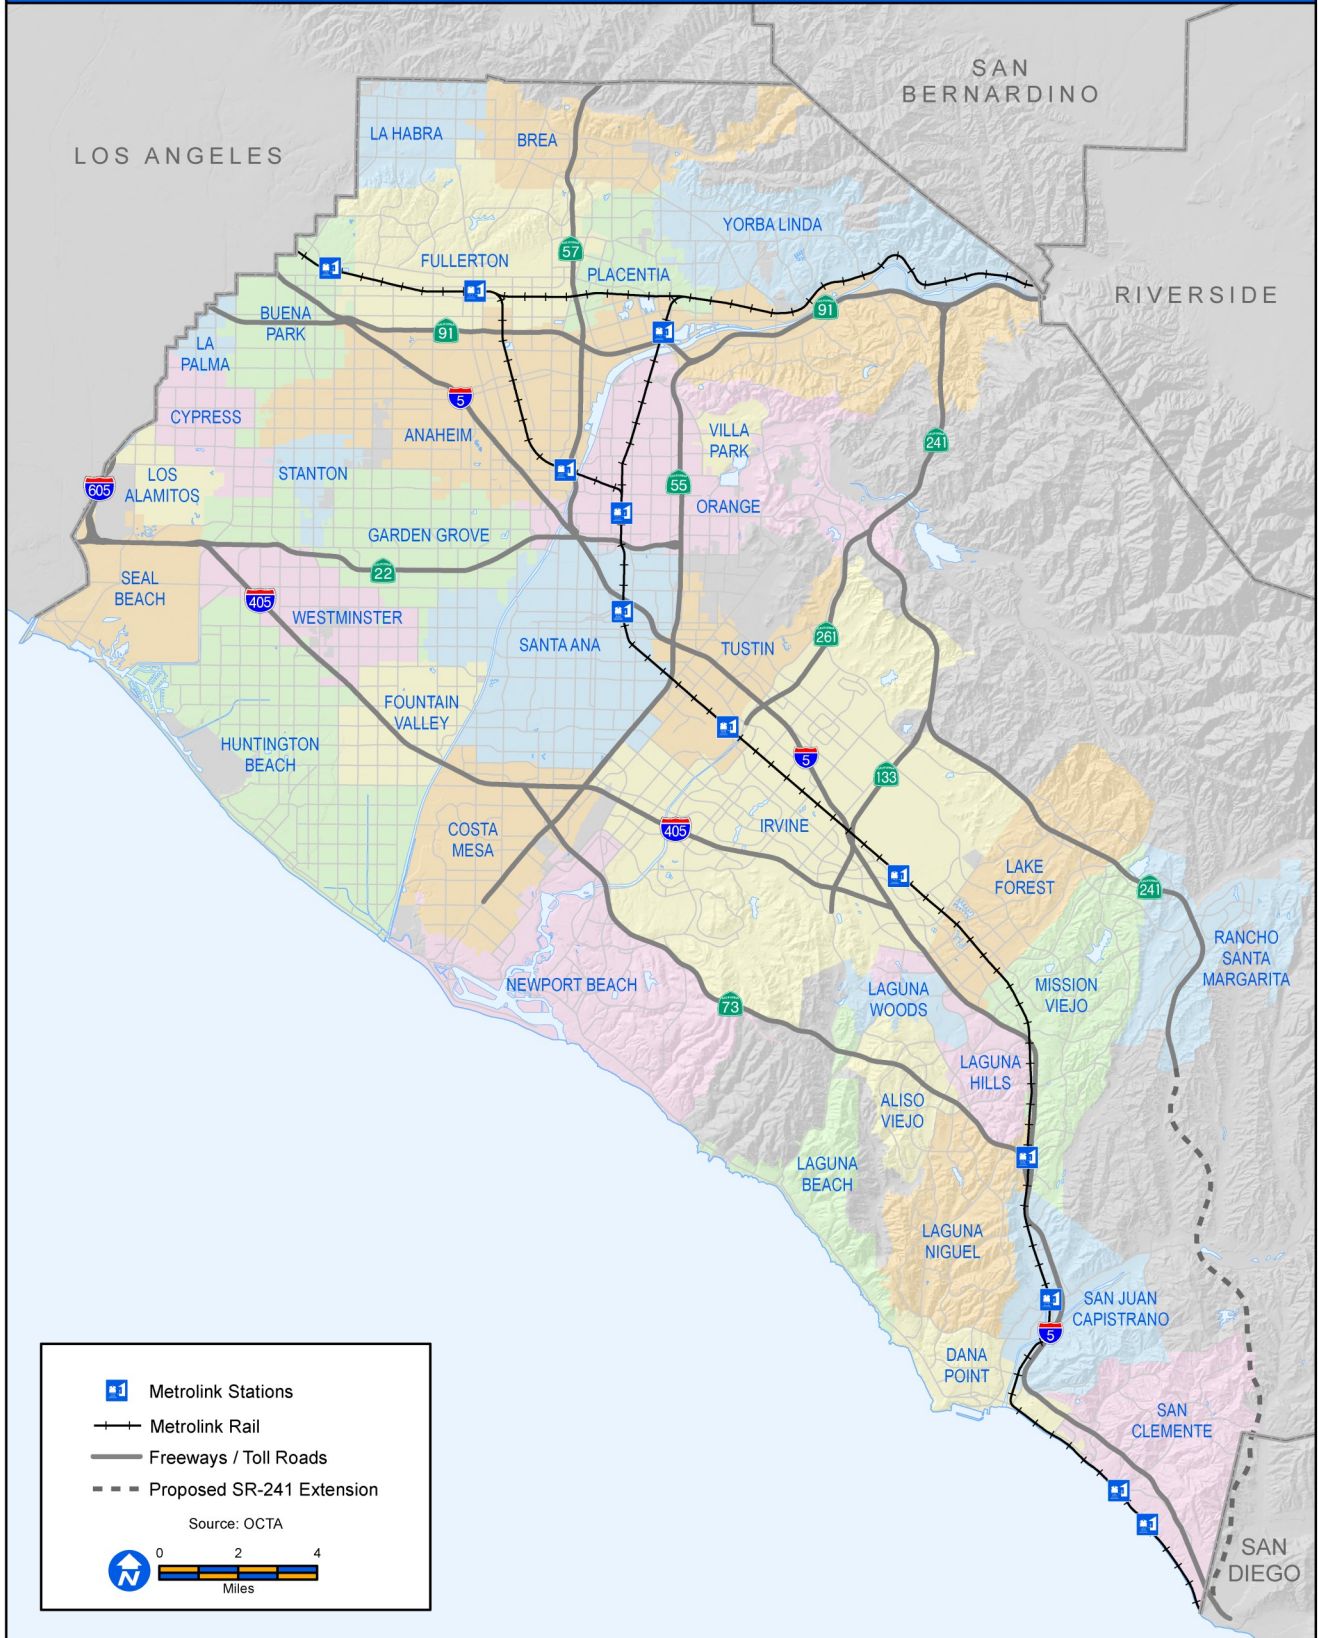 SAN
BERNARDINO
LOS ANGELES
LA HABRA
BREA
YORBA LINDA
57
FULLERTON
PLACENTIA
RIVERSIDE
BUENA
PARK
91
91
LA
PALMA
5
CYPRESS
ANAHEIM
VILLA
PARK
241
STANTON
LOS
ALAMITOS
605
55
ORANGE
GARDEN GROVE
22
SEAL
BEACH
405
WESTMINSTER
261
SANTA ANA
TUSTIN
FOUNTAIN
VALLEY
HUNTINGTON
BEACH
5
133
COSTA
MESA
405
IRVINE
LAKE
FOREST
241
RANCHO
SANTA
MARGARITA
NEWPORT BEACH
73
LAGUNA
WOODS
MISSION
VIEJO
LAGUNA
HILLS
ALISO
VIEJO
LAGUNA
BEACH
LAGUNA
NIGUEL
SAN JUAN
CAPISTRANO
5
DANA
POINT
SAN
CLEMENTE
SAN
DIEGO
Metrolink Stations
Metrolink Rail
Freeways / Toll Roads
Proposed SR-241 Extension
Source: OCTA
0 2 4
Miles
N